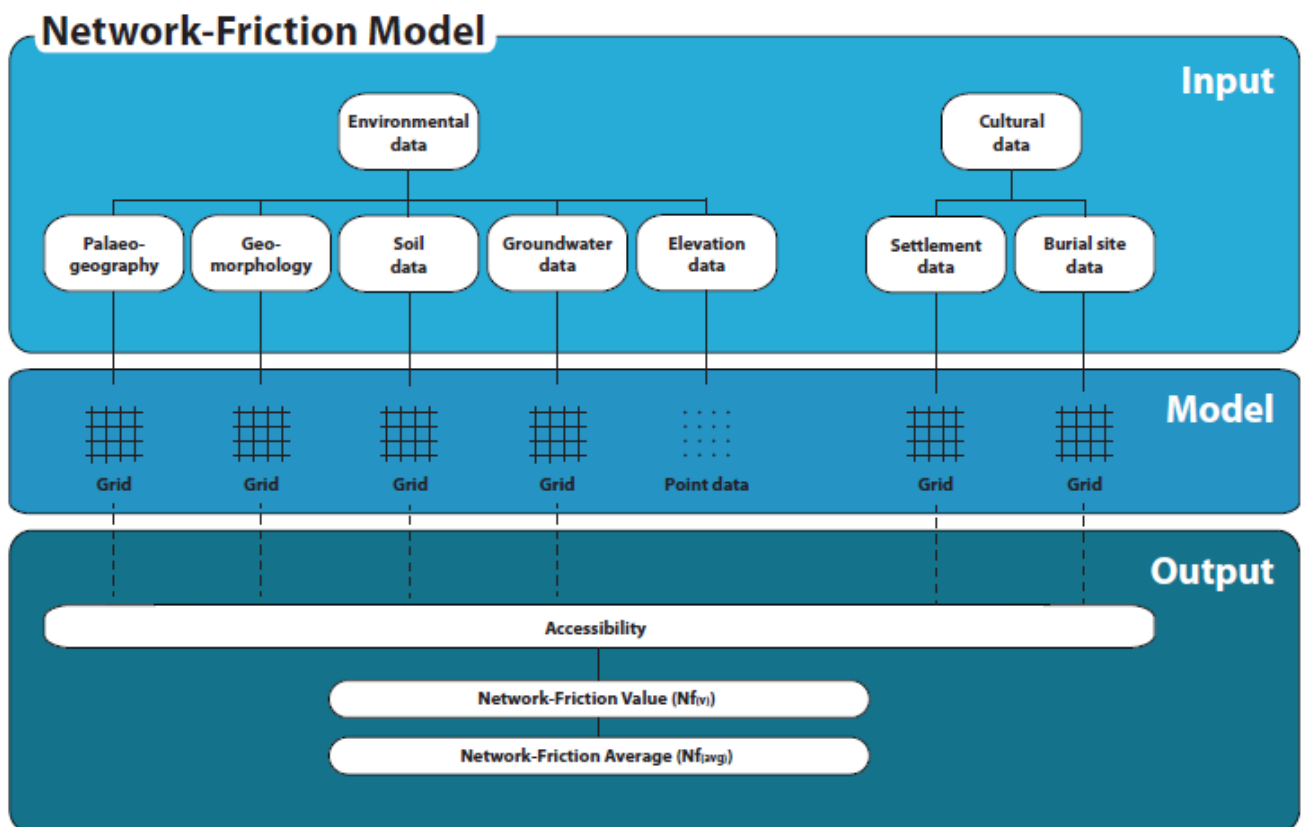 Network-Friction Model
Input
Environmental
data
Cultural
data
Palaeo-
geography
Geo-
morphology
Soil
data
Groundwater
data
Elevation
data
Settlement
data
Burial site
data
Model
Grid
Grid
Grid
Grid
Point data
Grid
Grid
Output
Accessibility
Network-Friction Value (Nf(v))
Network-Friction Average (Nf(avg))